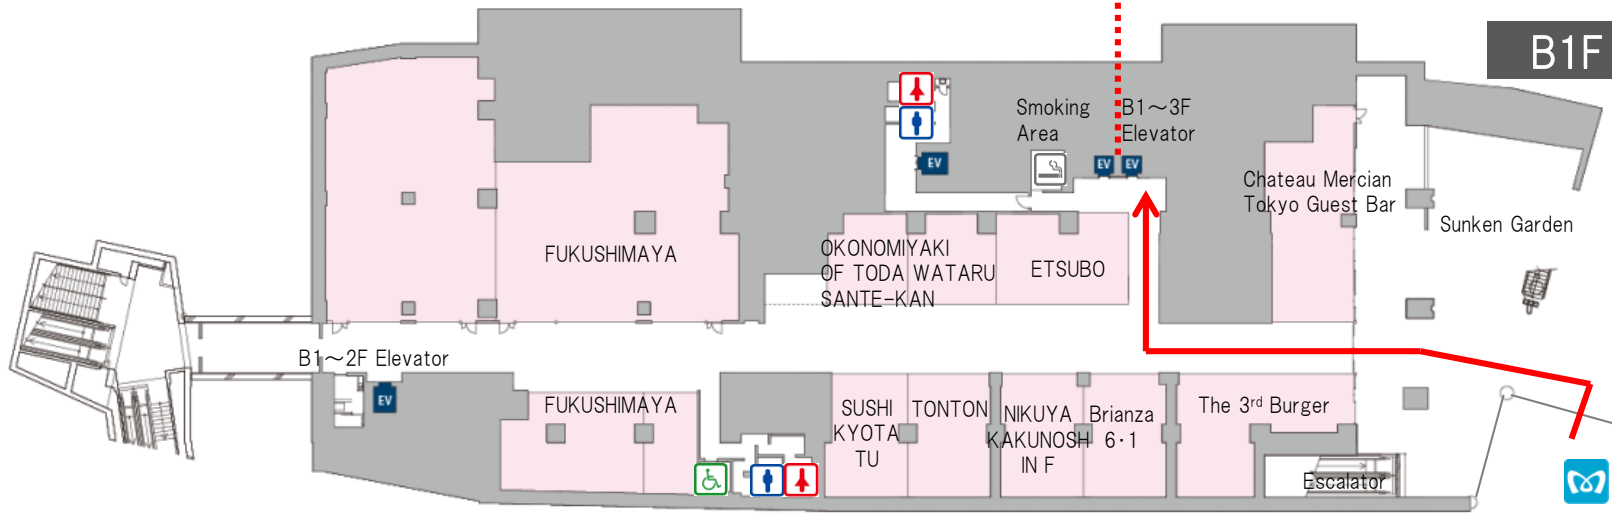 B1F
Smoking
Area
B1～3F
Elevator
EV
EV
EV
Chateau Mercian
Tokyo Guest Bar
Sunken Garden
FUKUSHIMAYA
OKONOMIYAKI
OF TODA WATARU
SANTE-KAN
ETSUBO
B1～2F Elevator
EV
FUKUSHIMAYA
SUSHI
KYOTA
TU
TONTON
NIKUYA
KAKUNOSH
IN F
Brianza
6・1
The 3rd Burger
Escalator